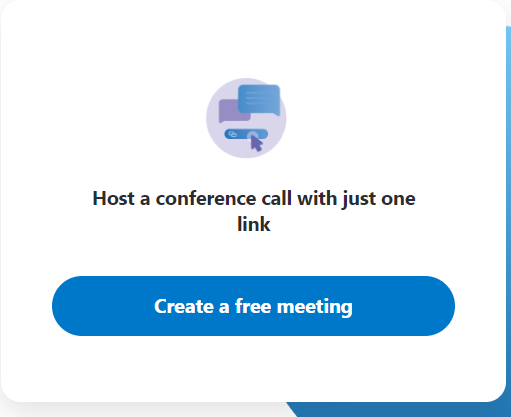 Host a conference call with just one
link
Create a free meeting